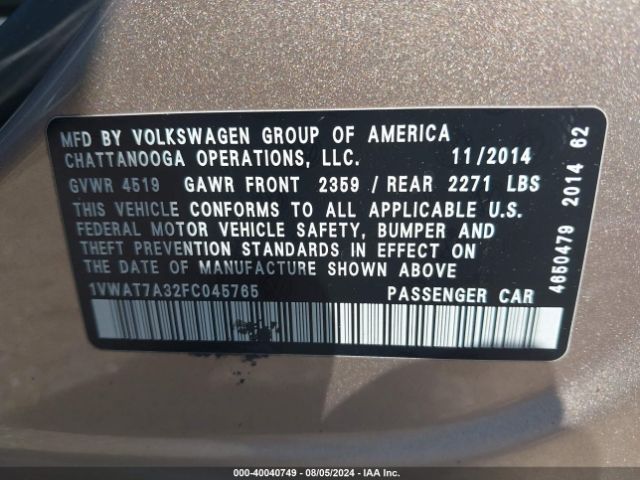 MFD BY VOLKSWAGEN GROUP OF AMERICA
CHATTANOOGA OPERATIONS, LLC. 11/2014
GVWR 4519 GAWR FRONT 2359 / REAR 2271 LBS
THIS VEHICLE CONFORMS TO ALL APPLICABLE U.S.
FEDERAL MOTOR VEHICLE SAFETY, BUMPER AND
THEFT PREVENTION STANDARDS IN EFFECT ON
THE DATE OF MANUFACTURE SHOWN ABOVE
1VWAT7A32FC045765 PASSENGER CAR
4650479 2014 62
000-40040749 - 08/05/2024 - IAA Inc.